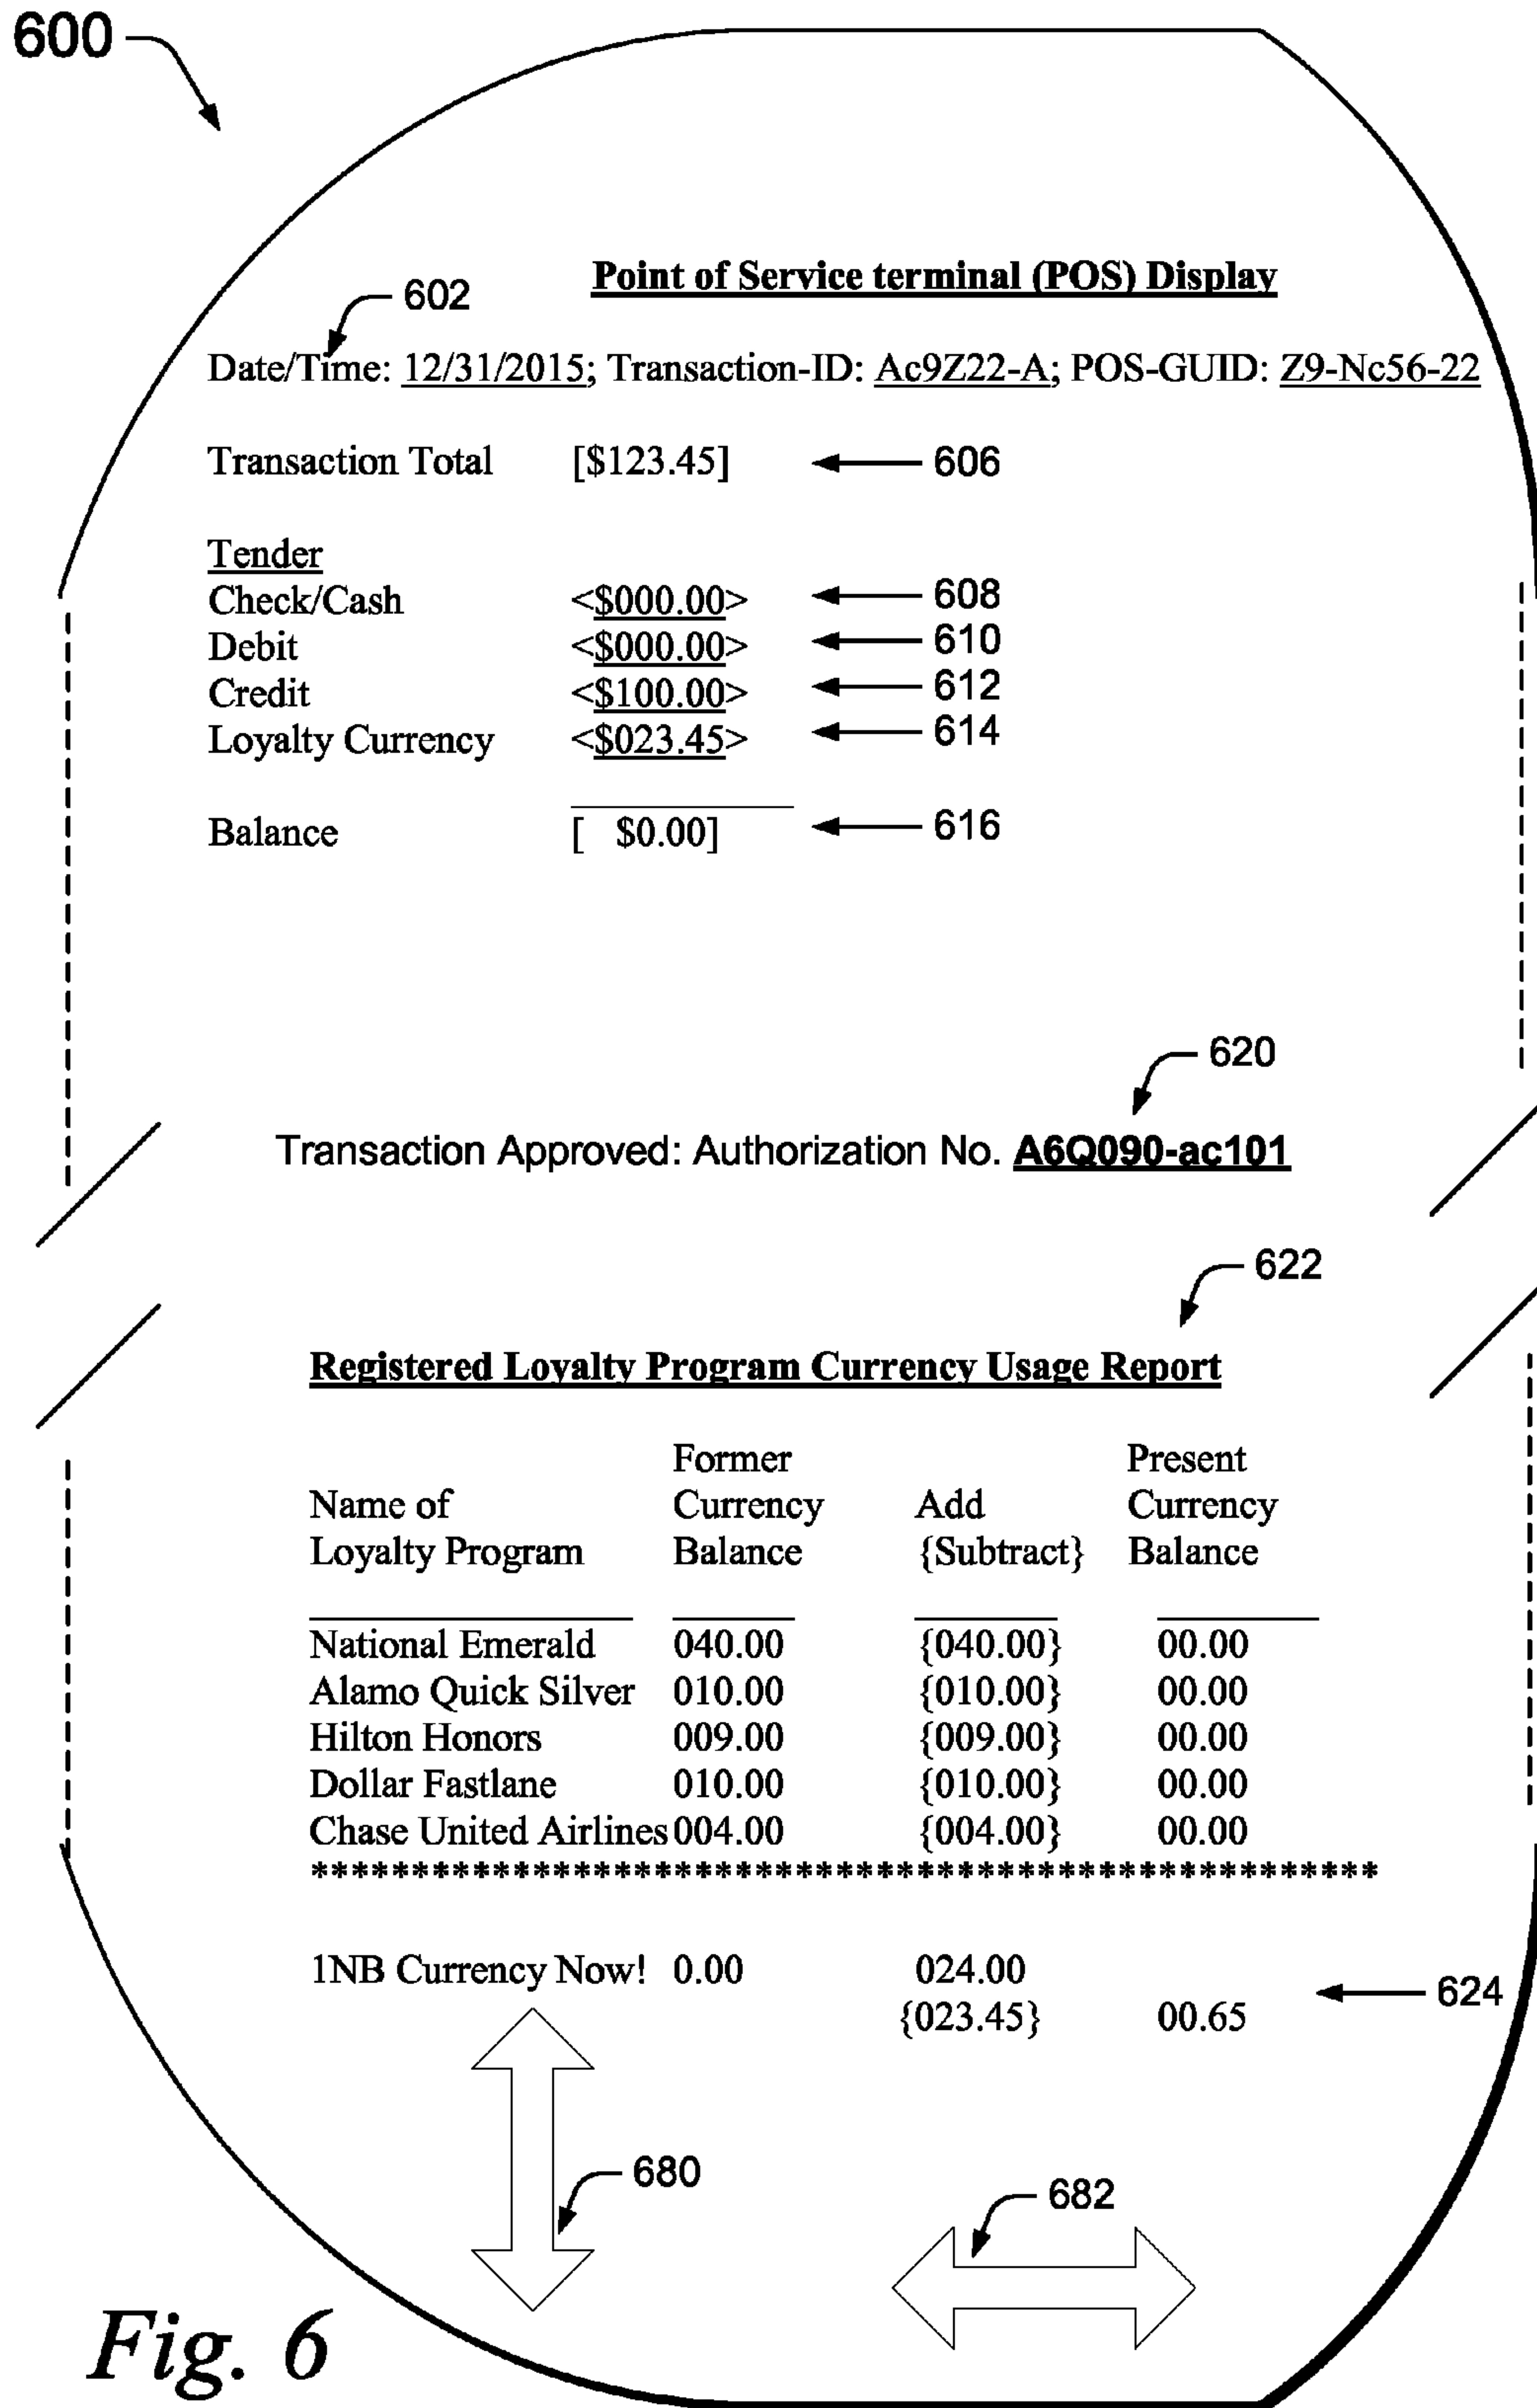 600
Point of Service terminal (POS) Display
602
Date/Time: 12/31/2015; Transaction-ID: Ac9Z22-A; POS-GUID: Z9-Nc56-22
Transaction Total [$123.45] 606
Tender
Check/Cash <$000.00> 608
Debit <$000.00> 610
Credit <$100.00> 612
Loyalty Currency <$023.45> 614
Balance [ $0.00] 616
620
Transaction Approved: Authorization No. A6Q090-ac101
622
Registered Loyalty Program Currency Usage Report
Former Present
Name of Currency Add Currency
Loyalty Program Balance {Subtract} Balance
National Emerald 040.00 {040.00} 00.00
Alamo Quick Silver 010.00 {010.00} 00.00
Hilton Honors 009.00 {009.00} 00.00
Dollar Fastlane 010.00 {010.00} 00.00
Chase United Airlines 004.00 {004.00} 00.00
*****************************************************
1NB Currency Now! 0.00 024.00
624
{023.45} 00.65
680
682
Fig. 6